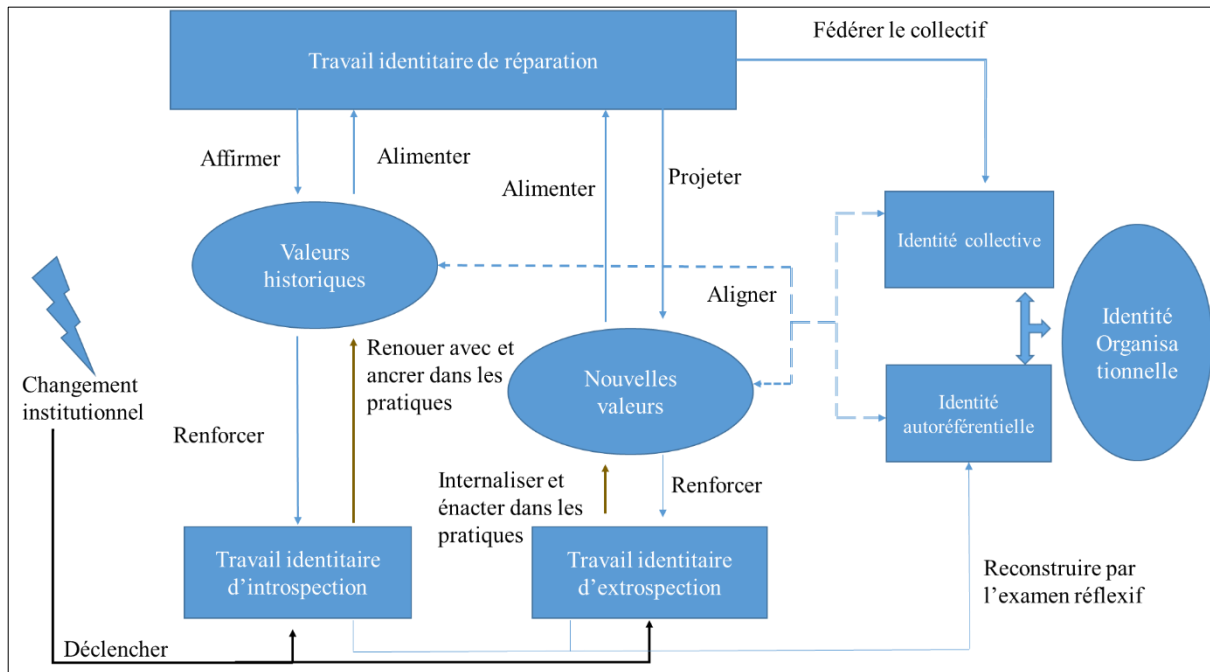 Travail identitaire de réparation
Fédérer le collectif
Affirmer
Alimenter
Alimenter
Projeter
Valeurs
historiques
Identité collective
Aligner
Identité
Organisa
tionnelle
Changement
institutionnel
Renouer avec et
ancrer dans les
pratiques
Nouvelles
valeurs
Identité
autoréférentielle
Renforcer
Internaliser et
énacter dans les
pratiques
Renforcer
Travail identitaire
d’introspection
Travail identitaire
d’extrospection
Reconstruire par
l’examen réflexif
Déclencher